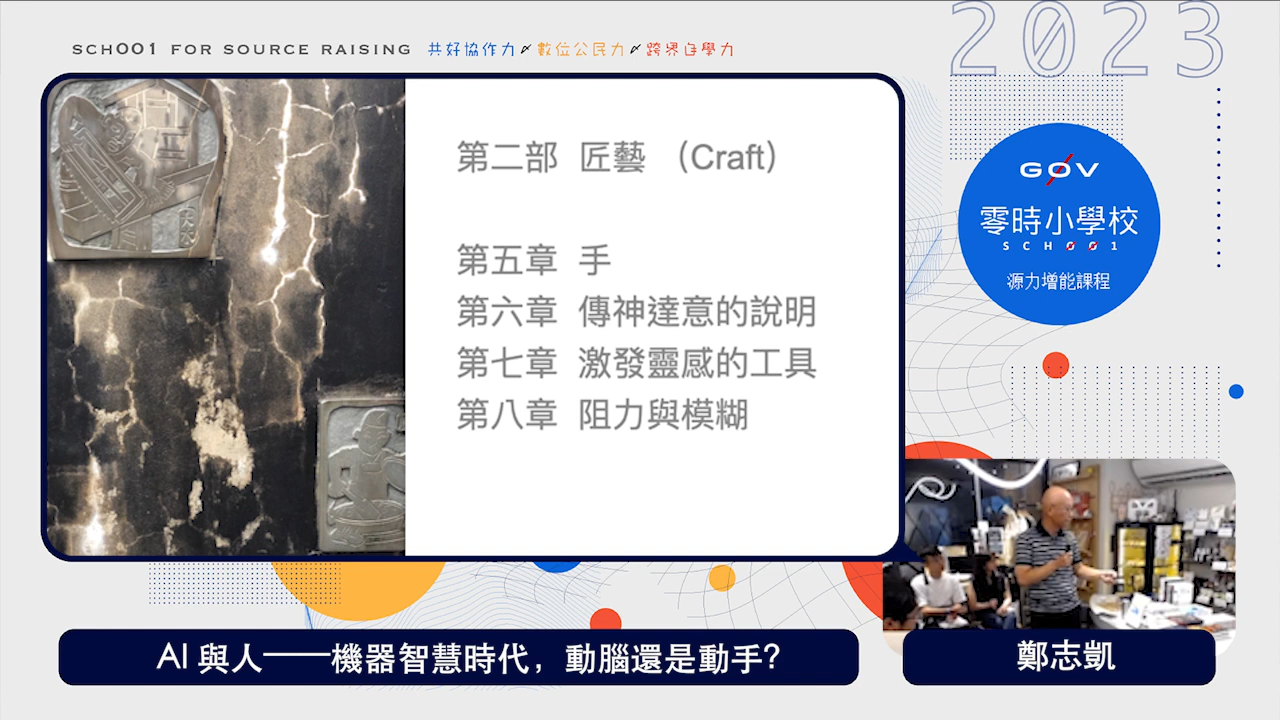 SCH001 FOR SOURCE RAISING 共好協作力 數位公民力 跨界自學力
2023
第二部 匠藝 （Craft）
第五章 手
第六章 傳神達意的說明
第七章 激發靈感的工具
第八章 阻力與模糊
GØV
零時小學校
SCH001
源力增能課程
AI 與人——機器智慧時代，動腦還是動手？
鄭志凱